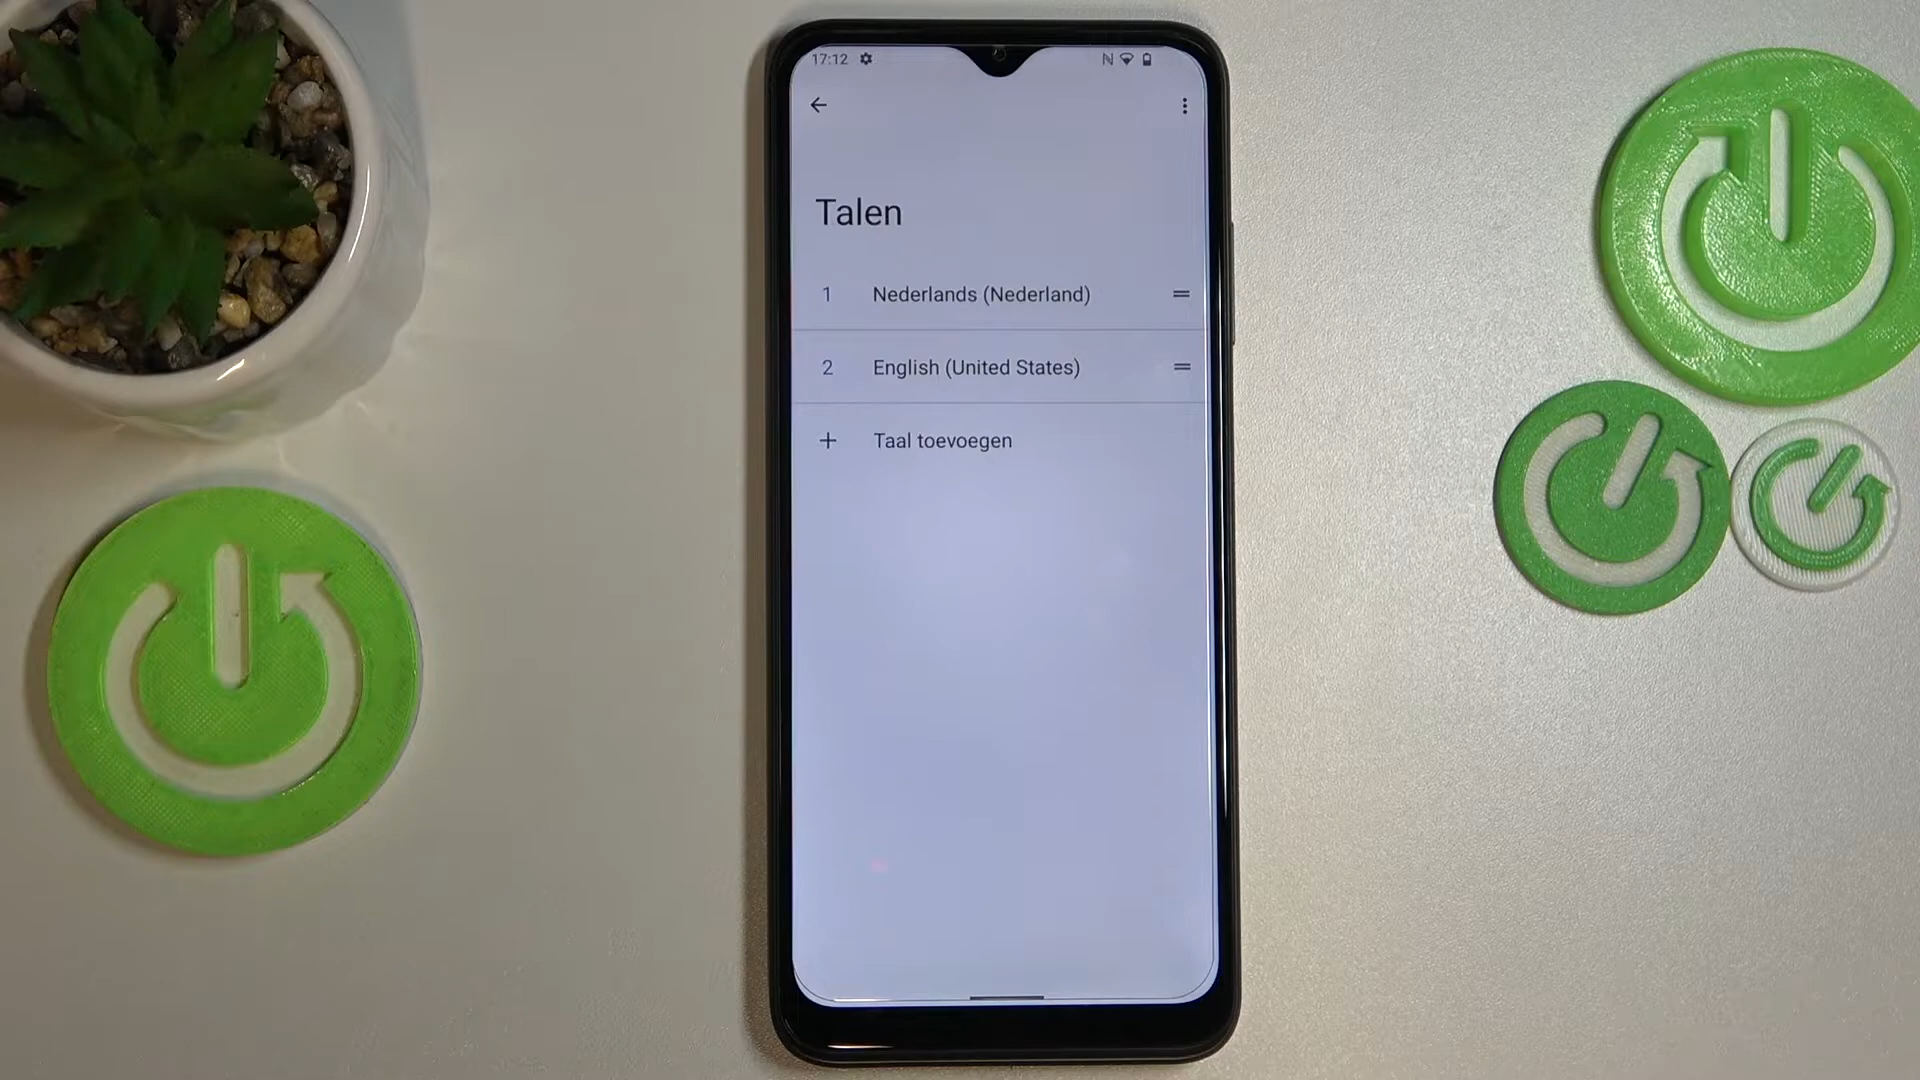 17:12
Talen
1 Nederlands (Nederland)
2 English (United States)
+ Taal toevoegen